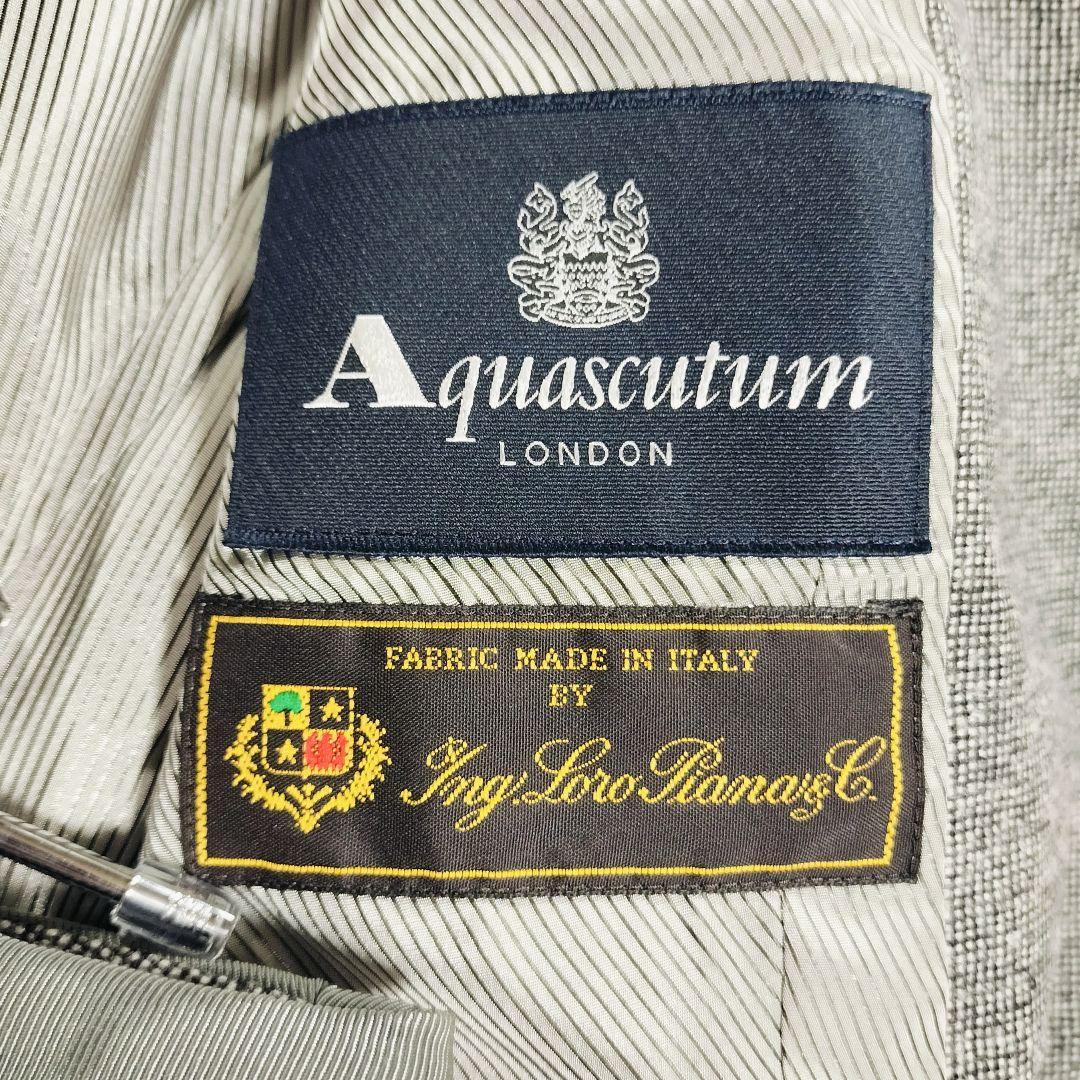 Aquascutum
LONDON
FABRIC MADE IN ITALY
BY
Ing. Loro Piana & C.